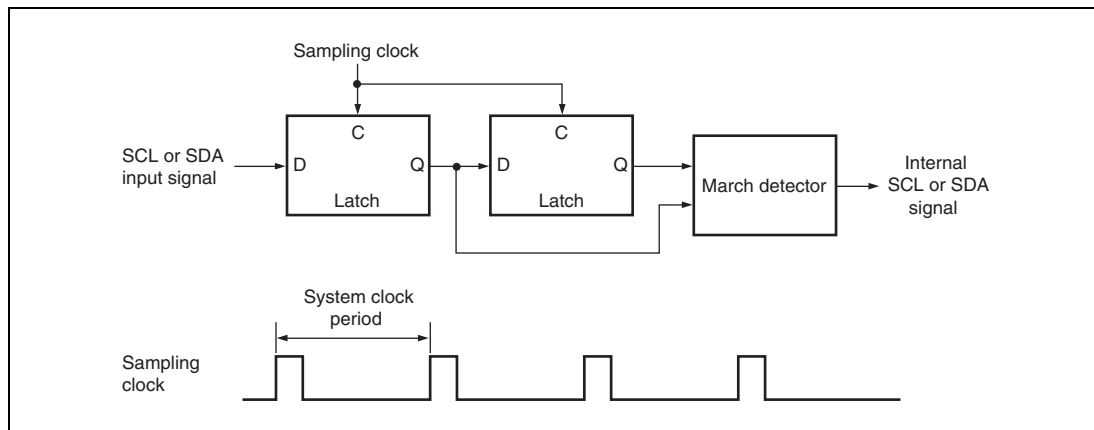 Sampling clock
C
C
SCL or SDA
input signal
D
Q
D
Q
Latch
Latch
March detector
Internal
SCL or SDA
signal
System clock
period
Sampling
clock